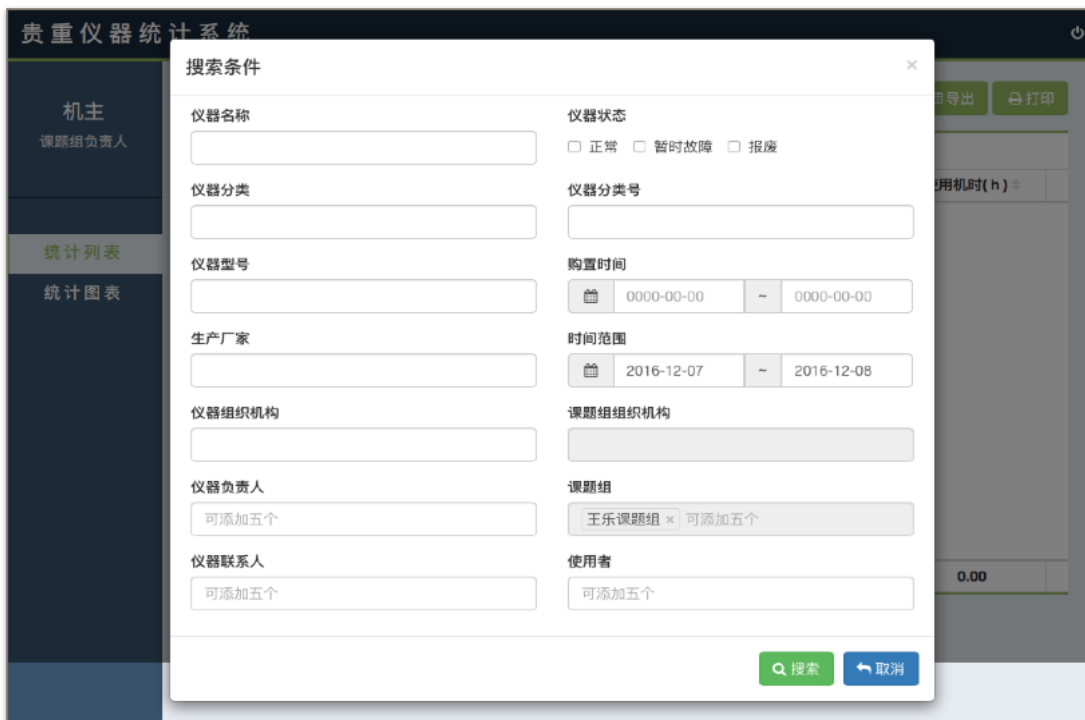 贵重仪器统计系统
搜索条件 ×
机主
课题组负责人
导出 打印
仪器名称 仪器状态
正常 暂时故障 报废
仪器分类 仪器分类号
用机时(h)
统计列表
仪器型号 购置时间
统计图表
0000-00-00 ~ 0000-00-00
生产厂家 时间范围
2016-12-07 ~ 2016-12-08
仪器组织机构 课题组组织机构
仪器负责人 课题组
可添加五个 王乐课题组 × 可添加五个
仪器联系人 使用者
0.00
可添加五个 可添加五个
搜索 取消